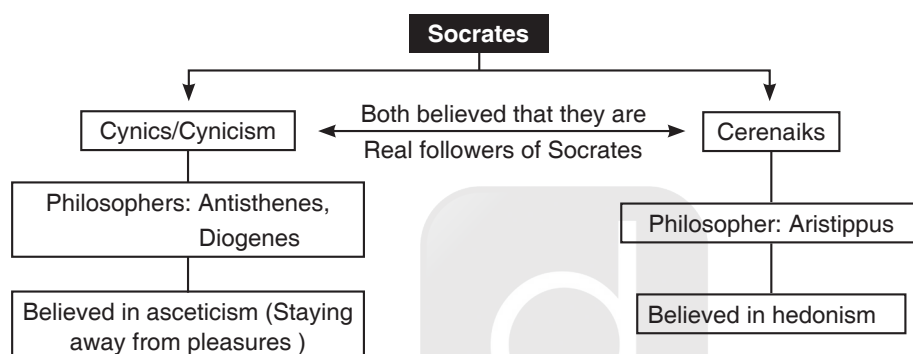 Socrates
Both believed that they are
Real followers of Socrates
Cynics/Cynicism
Cerenaiks
Philosophers: Antisthenes,
Diogenes
Philosopher: Aristippus
Believed in asceticism (Staying
away from pleasures )
Believed in hedonism